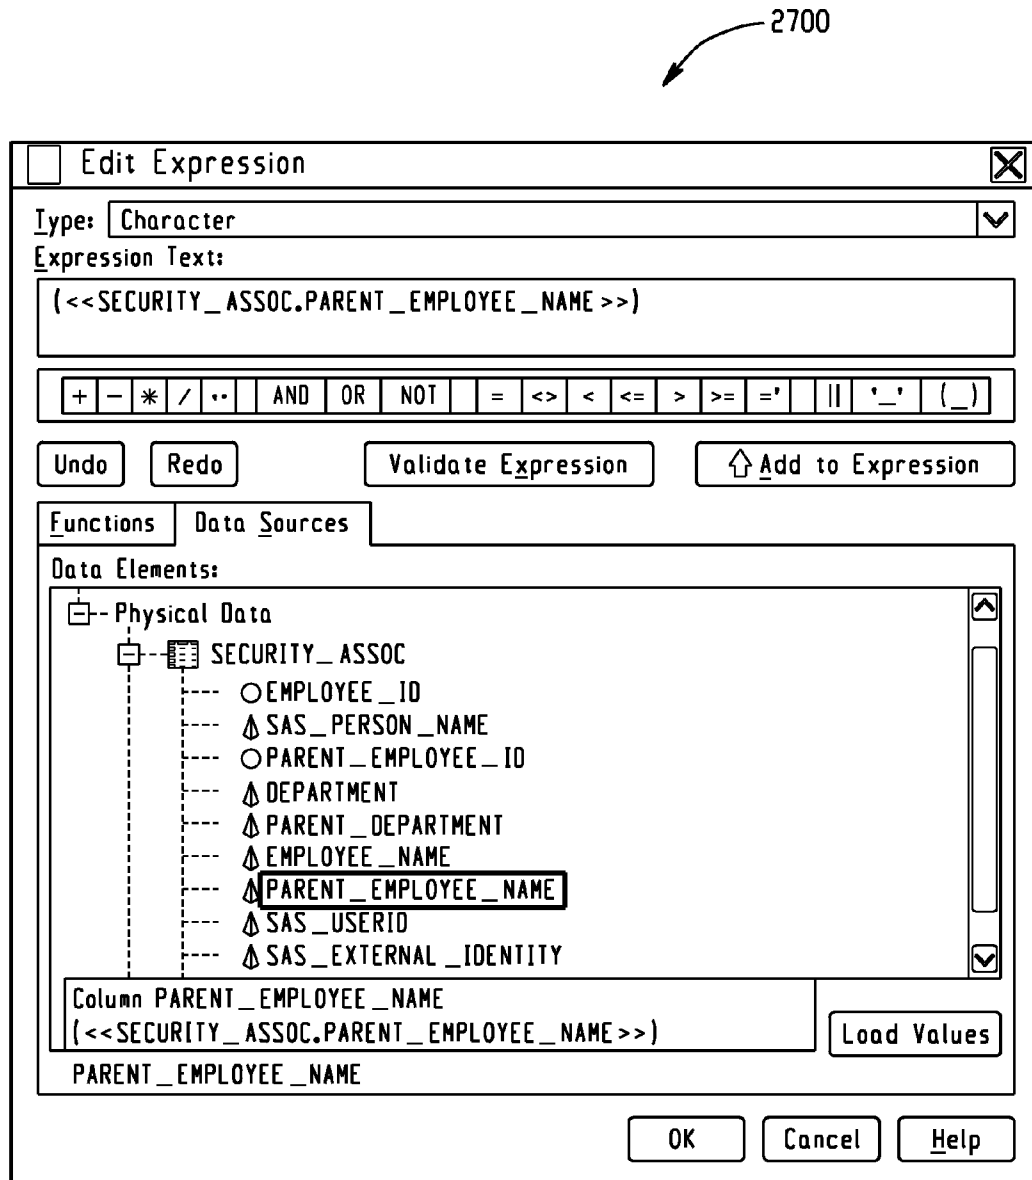 2700
Edit Expression
Type: Character
Expression Text:
(<<SECURITY_ASSOC.PARENT_EMPLOYEE_NAME>>)
+ - * / .. AND OR NOT = <> < <= > >= =' || '_' (_)
Undo Redo Validate Expression Add to Expression
Functions Data Sources
Data Elements:
Physical Data
SECURITY_ASSOC
EMPLOYEE_ID
SAS_PERSON_NAME
PARENT_EMPLOYEE_ID
DEPARTMENT
PARENT_DEPARTMENT
EMPLOYEE_NAME
PARENT_EMPLOYEE_NAME
SAS_USERID
SAS_EXTERNAL_IDENTITY
Column PARENT_EMPLOYEE_NAME
(<<SECURITY_ASSOC.PARENT_EMPLOYEE_NAME>>)
Load Values
PARENT_EMPLOYEE_NAME
OK Cancel Help